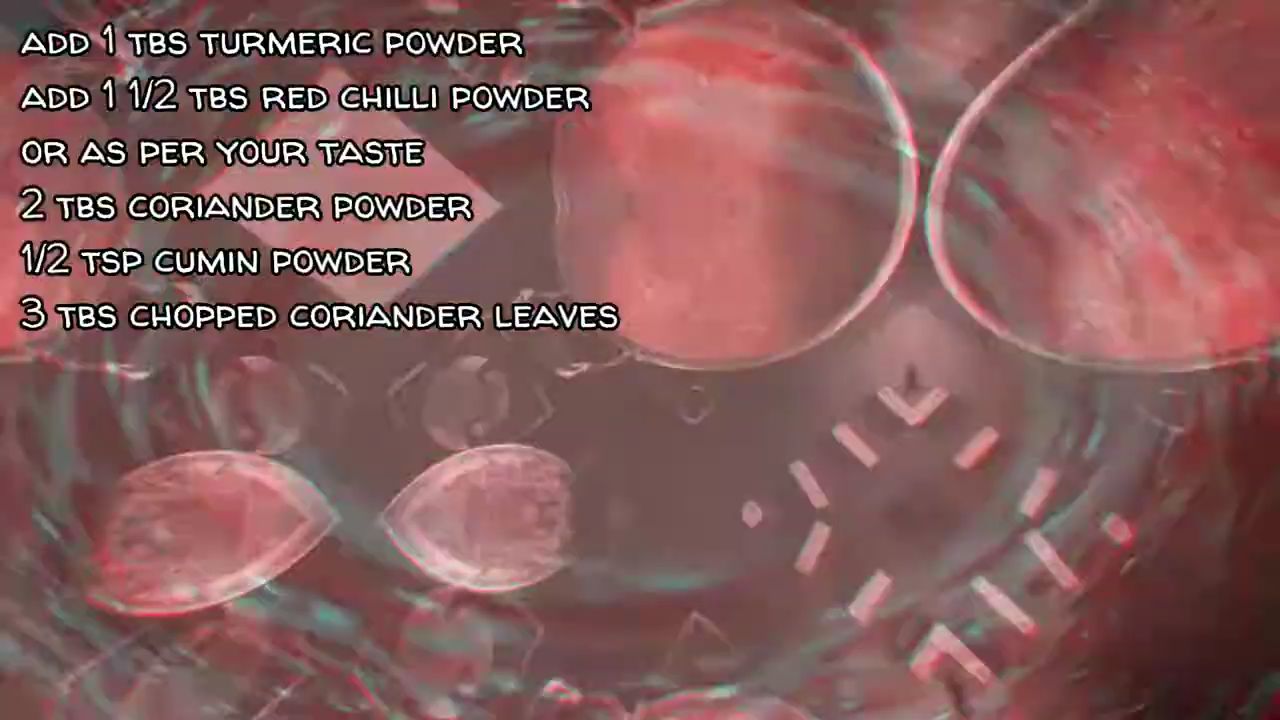 ADD 1 TBS TURMERIC POWDER
ADD 1 1/2 TBS RED CHILLI POWDER
OR AS PER YOUR TASTE
2 TBS CORIANDER POWDER
1/2 TSP CUMIN POWDER
3 TBS CHOPPED CORIANDER LEAVES